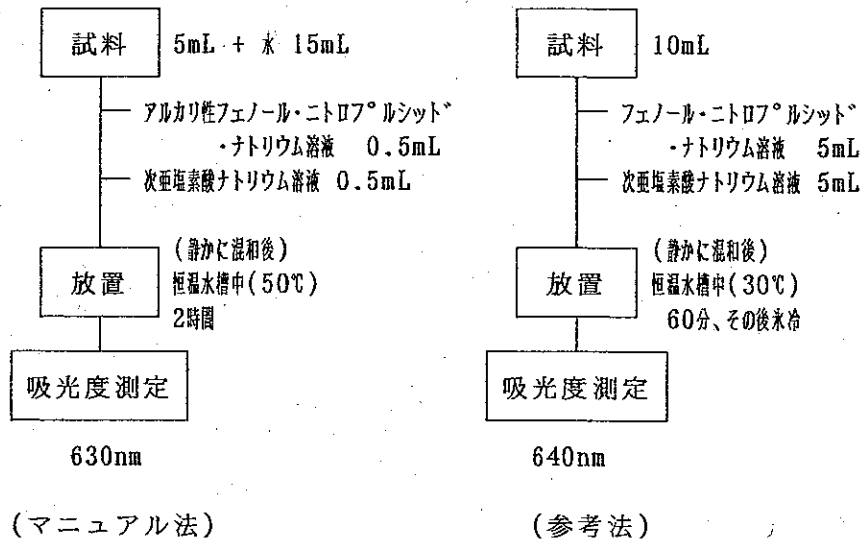 試料 5mL + 水 15mL
アルカリ性フェノール・ニトロプルシッド
・ナトリウム溶液 0.5mL
次亜塩素酸ナトリウム溶液 0.5mL
(静かに混和後)
放置 恒温水槽中(50℃)
2時間
吸光度測定
630nm
(マニュアル法)
試料 10mL
フェノール・ニトロプルシッド
・ナトリウム溶液 5mL
次亜塩素酸ナトリウム溶液 5mL
(静かに混和後)
放置 恒温水槽中(30℃)
60分、その後氷冷
吸光度測定
640nm
(参考法)